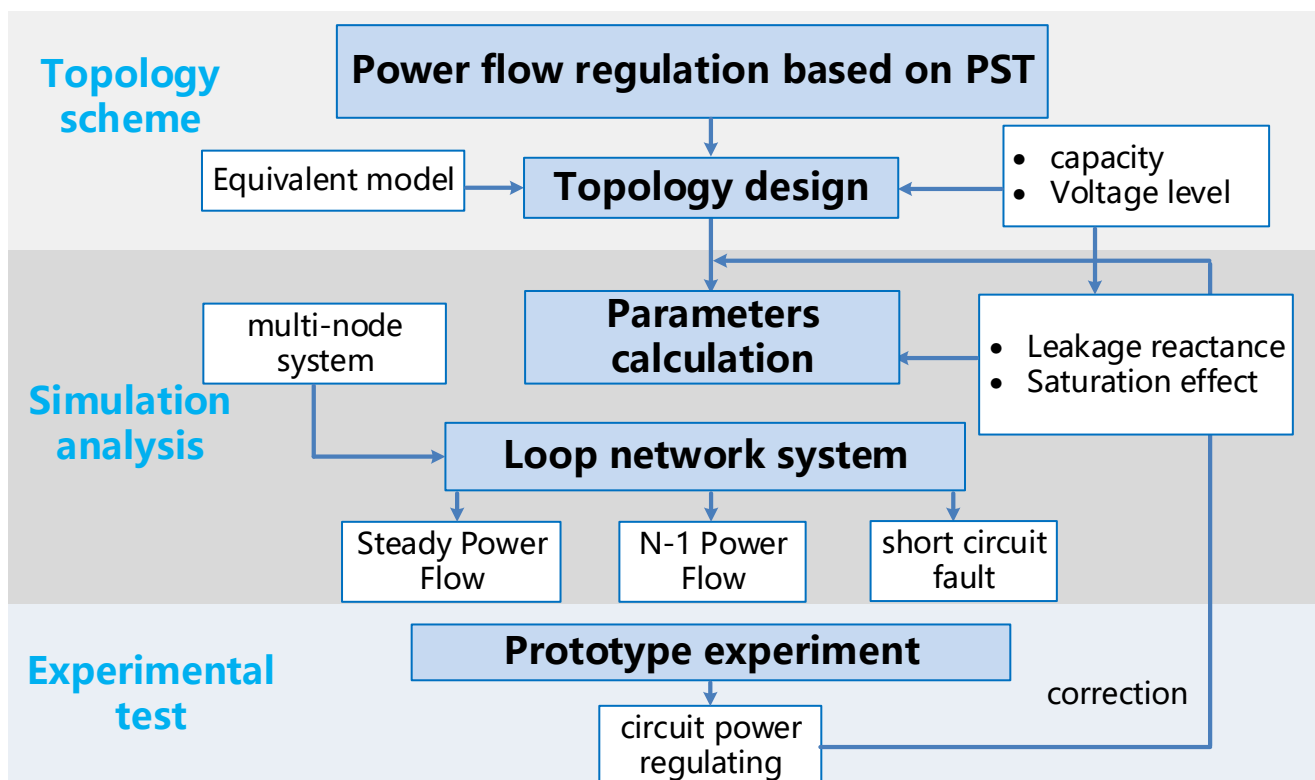 Topology
scheme
Power flow regulation based on PST
Equivalent model
Topology design
• capacity
• Voltage level
Simulation
analysis
multi-node
system
Parameters
calculation
• Leakage reactance
• Saturation effect
Loop network system
Steady Power
Flow
N-1 Power
Flow
short circuit
fault
Experimental
test
Prototype experiment
correction
circuit power
regulating